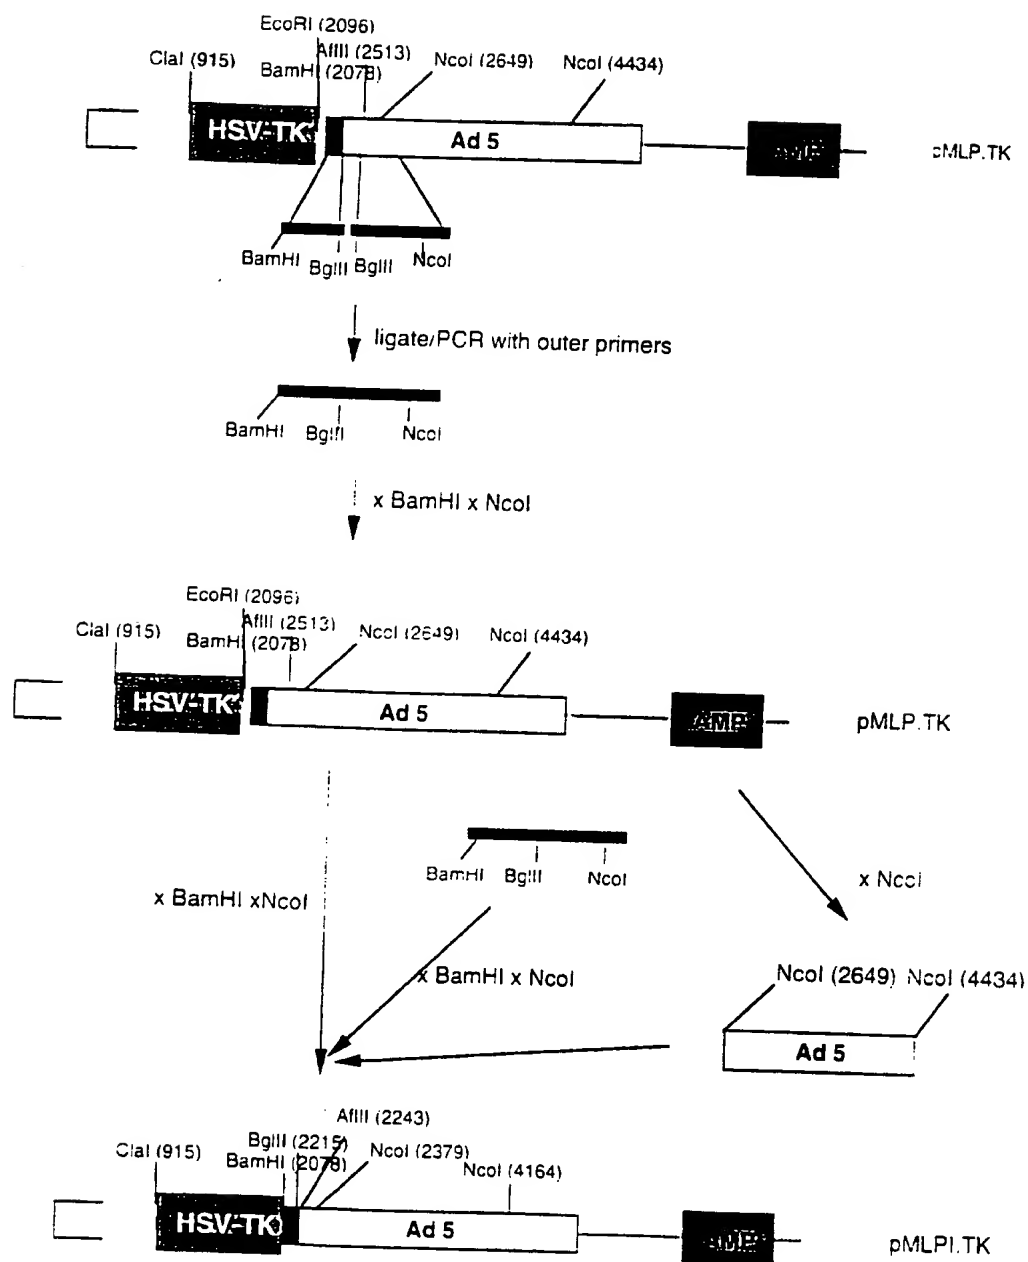 EcoRI (2096)
ClaI (915)
AflII (2513)
BamHI (2078)
NcoI (2649)
NcoI (4434)
HSV-TK
Ad 5
AMP
pMLP.TK
BamHI
BglII
BglII
NcoI
ligate/PCR with outer primers
BamHI
BglII
NcoI
x BamHI x NcoI
EcoRI (2096)
ClaI (915)
AflII (2513)
BamHI (2078)
NcoI (2649)
NcoI (4434)
HSV-TK
Ad 5
AMP
pMLP.TK
BamHI
BglII
NcoI
x BamHI xNcoI
x NcoI
x BamHI x NcoI
NcoI (2649) NcoI (4434)
Ad 5
AflII (2243)
ClaI (915)
BglII (2215)
BamHI (2078)
NcoI (2379)
NcoI (4164)
HSV-TK
Ad 5
AMP
pMLPI.TK